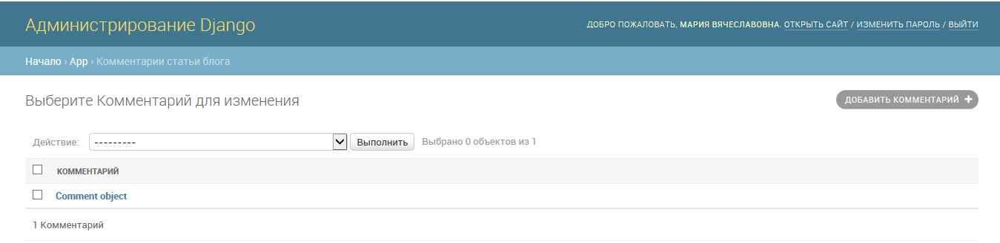 Администрирование Django
ДОБРО ПОЖАЛОВАТЬ, МАРИЯ ВЯЧЕСЛАВОВНА. ОТКРЫТЬ САЙТ / ИЗМЕНИТЬ ПАРОЛЬ / ВЫЙТИ
Начало › App › Комментарии статьи блога
Выберите Комментарий для изменения
ДОБАВИТЬ КОММЕНТАРИЙ +
Действие: --------- Выполнить Выбрано 0 объектов из 1
КОММЕНТАРИЙ
Comment object
1 Комментарий